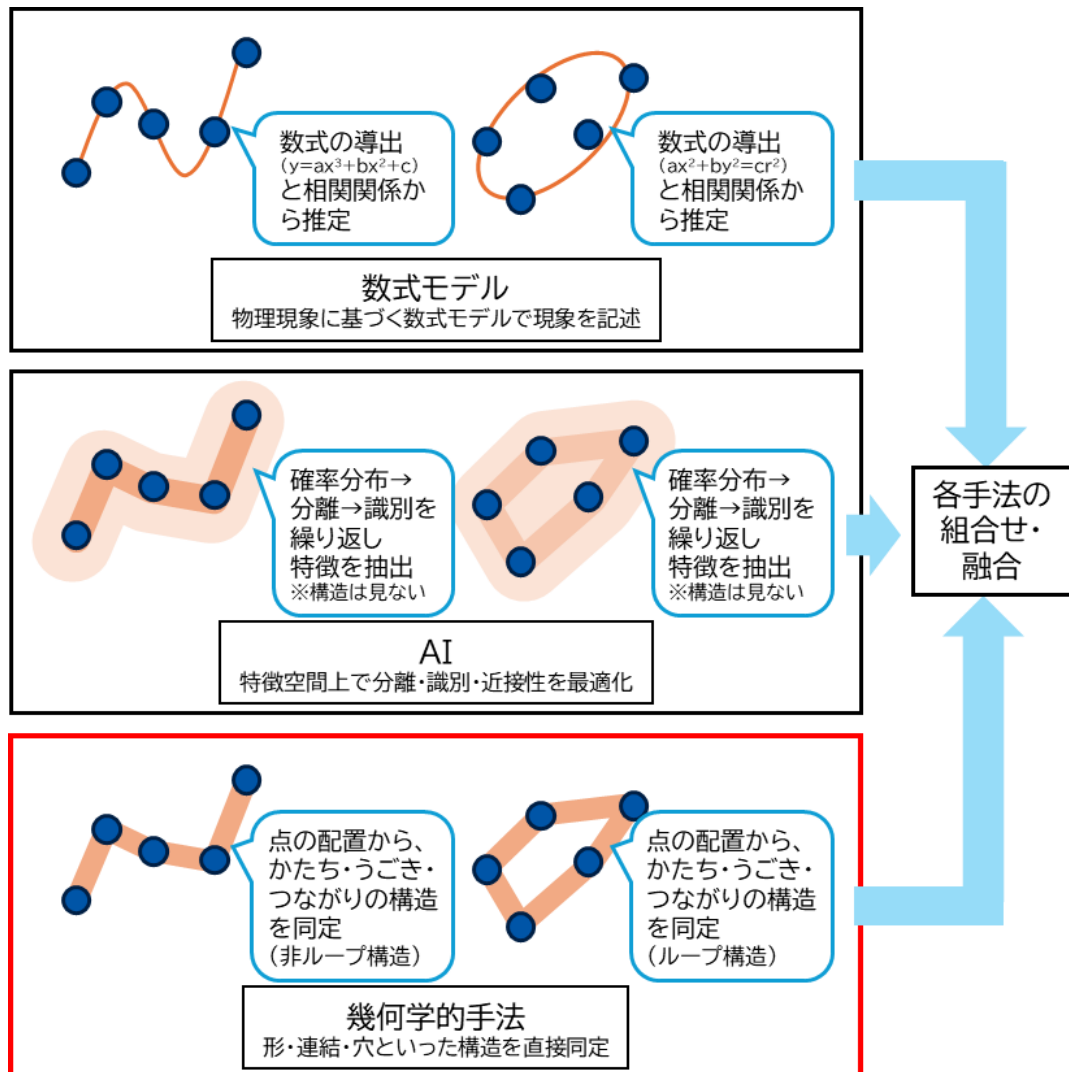 数式の導出
(y=ax³+bx²+c)
と相関関係か
ら推定
数式の導出
(ax²+by²=cr²)
と相関関係か
ら推定
数式モデル
物理現象に基づく数式モデルで現象を記述
確率分布→
分離→識別を
繰り返し
特徴を抽出
※構造は見ない
確率分布→
分離→識別を
繰り返し
特徴を抽出
※構造は見ない
AI
特徴空間上で分離・識別・近接性を最適化
各手法の
組合せ・
融合
点の配置から、
かたち・うごき・
つながりの構造
を同定
(非ループ構造)
点の配置から、
かたち・うごき・
つながりの構造
を同定
(ループ構造)
幾何学的手法
形・連結・穴といった構造を直接同定